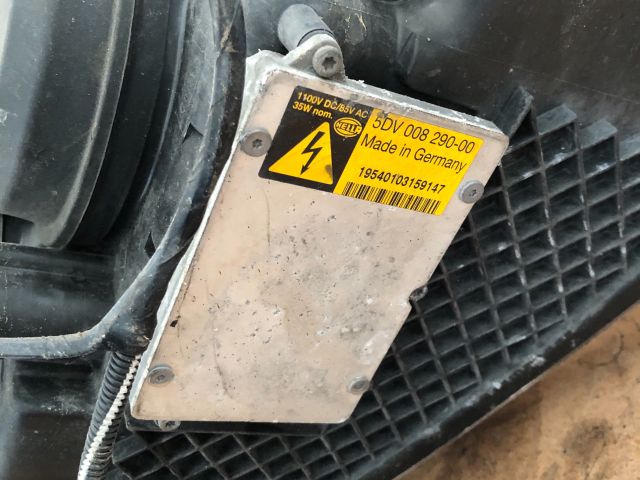 1100V DC/85V AC
35W nom.
HELLA
5DV 008 290-00
Made in Germany
19540103159147